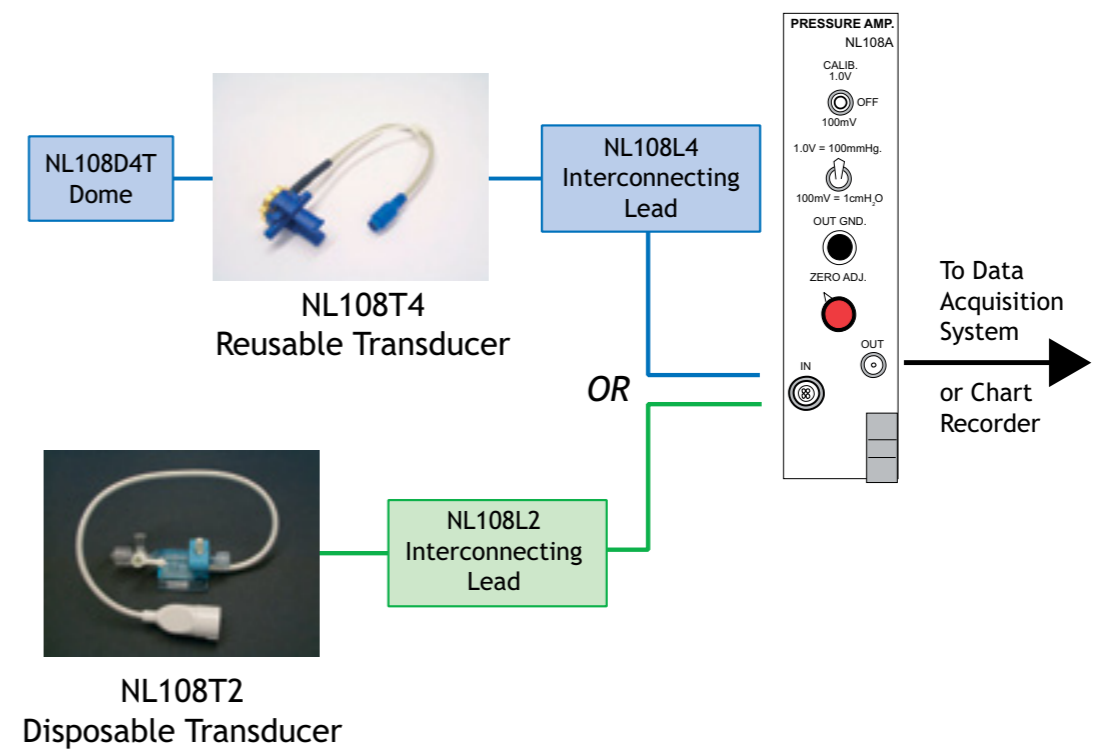 PRESSURE AMP.
NL108A
CALIB.
1.0V
OFF
100mV
1.0V = 100mmHg.
100mV = 1cmH₂O
OUT GND.
ZERO ADJ.
OUT
IN
NL108D4T
Dome
NL108T4
Reusable Transducer
NL108L4
Interconnecting
Lead
OR
To Data
Acquisition
System
or Chart
Recorder
NL108L2
Interconnecting
Lead
NL108T2
Disposable Transducer